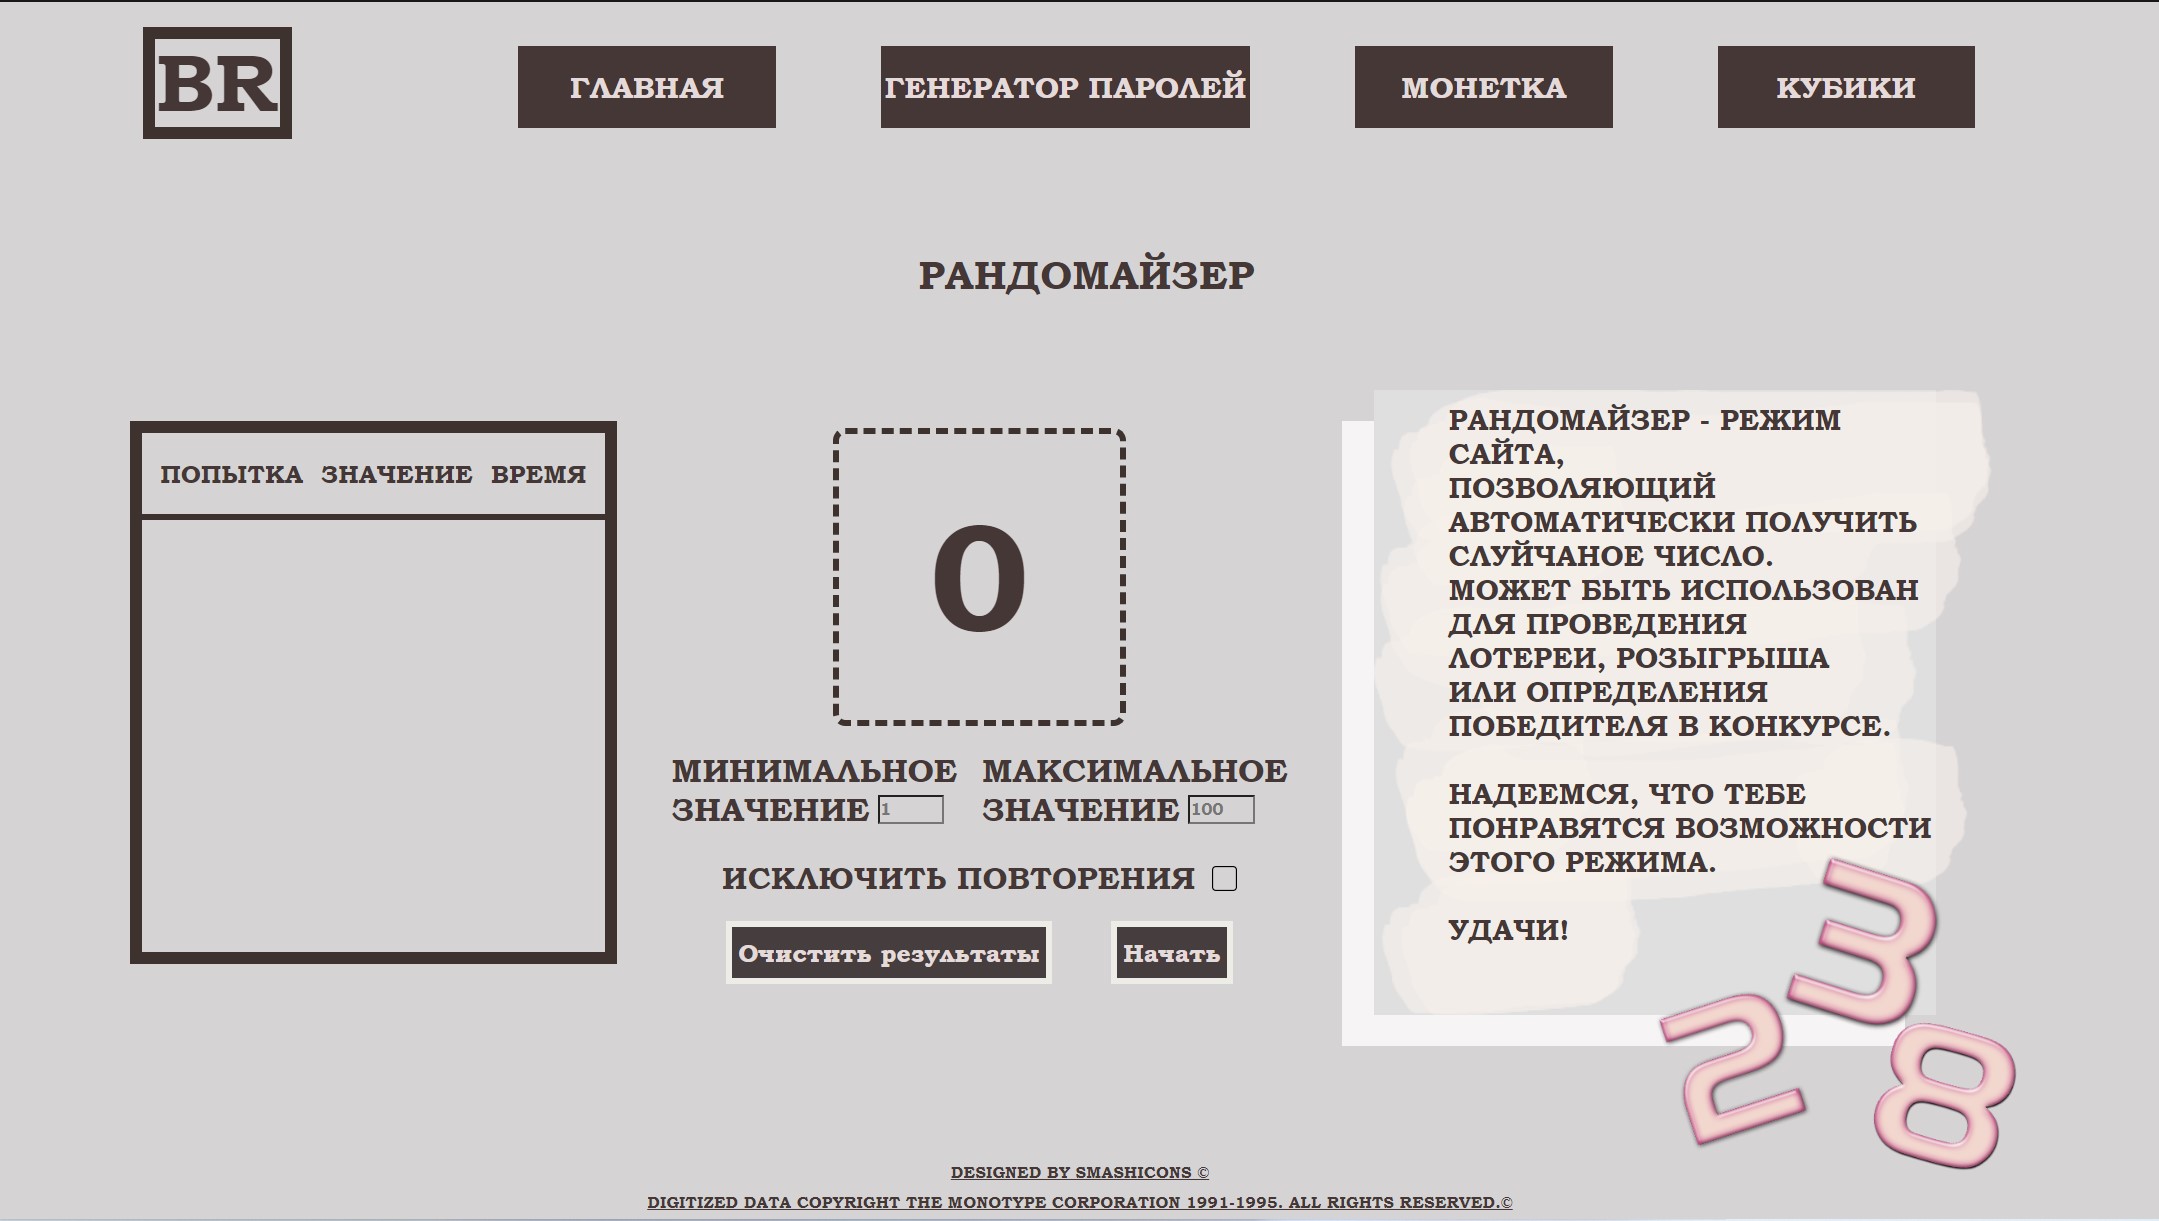 BR
ГЛАВНАЯ
ГЕНЕРАТОР ПАРОЛЕЙ
МОНЕТКА
КУБИКИ
РАНДОМАЙЗЕР
ПОПЫТКА ЗНАЧЕНИЕ ВРЕМЯ
0
МИНИМАЛЬНОЕ
ЗНАЧЕНИЕ 1
МАКСИМАЛЬНОЕ
ЗНАЧЕНИЕ 100
ИСКЛЮЧИТЬ ПОВТОРЕНИЯ
Очистить результаты
Начать
РАНДОМАЙЗЕР - РЕЖИМ
САЙТА,
ПОЗВОЛЯЮЩИЙ
АВТОМАТИЧЕСКИ ПОЛУЧИТЬ
СЛУЙЧАНОЕ ЧИСЛО.
МОЖЕТ БЫТЬ ИСПОЛЬЗОВАН
ДЛЯ ПРОВЕДЕНИЯ
ЛОТЕРЕИ, РОЗЫГРЫША
ИЛИ ОПРЕДЕЛЕНИЯ
ПОБЕДИТЕЛЯ В КОНКУРСЕ.
НАДЕЕМСЯ, ЧТО ТЕБЕ
ПОНРАВЯТСЯ ВОЗМОЖНОСТИ
ЭТОГО РЕЖИМА.
УДАЧИ!
3
2
8
DESIGNED BY SMASHICONS ©
DIGITIZED DATA COPYRIGHT THE MONOTYPE CORPORATION 1991-1995. ALL RIGHTS RESERVED.©